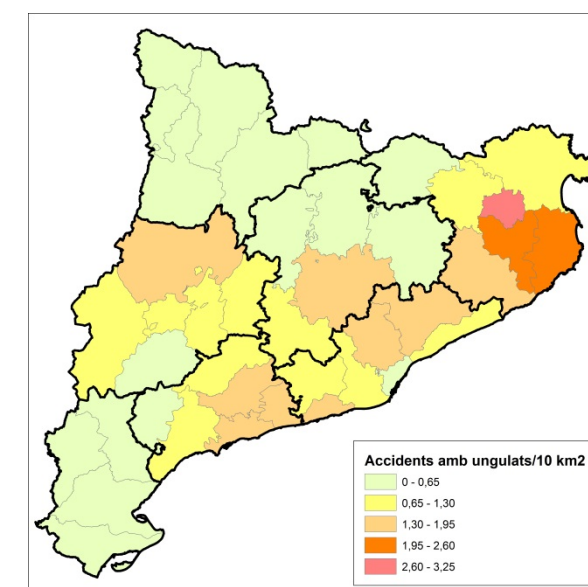 Accidents amb ungulats/10 km2
0 - 0,65
0,65 - 1,30
1,30 - 1,95
1,95 - 2,60
2,60 - 3,25